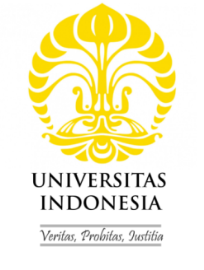 UNIVERSITAS
INDONESIA
Veritas, Probitas, Iustitia